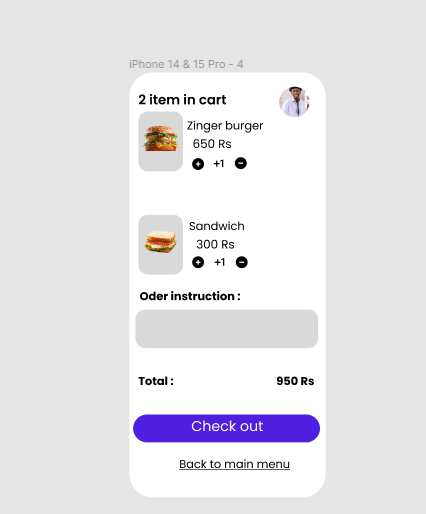 iPhone 14 & 15 Pro - 4
2 item in cart
Zinger burger
650 Rs
+ +1 −
Sandwich
300 Rs
+ +1 −
Oder instruction :
Total : 950 Rs
Check out
Back to main menu